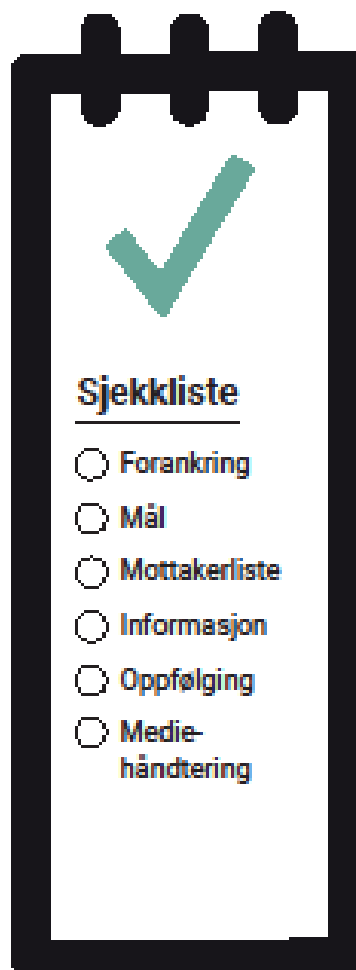 Sjekkliste
Forankring
Mål
Mottakerliste
Informasjon
Oppfølging
Medie-
håndtering